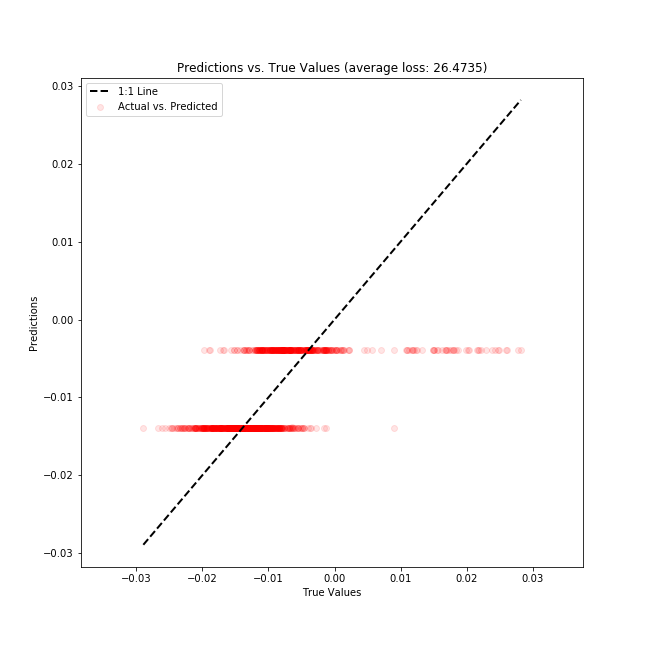 Predictions vs. True Values (average loss: 26.4735)
1:1 Line
Actual vs. Predicted
0.03
0.02
0.01
0.00
−0.01
−0.02
−0.03
Predictions
−0.03
−0.02
−0.01
0.00
0.01
0.02
0.03
True Values